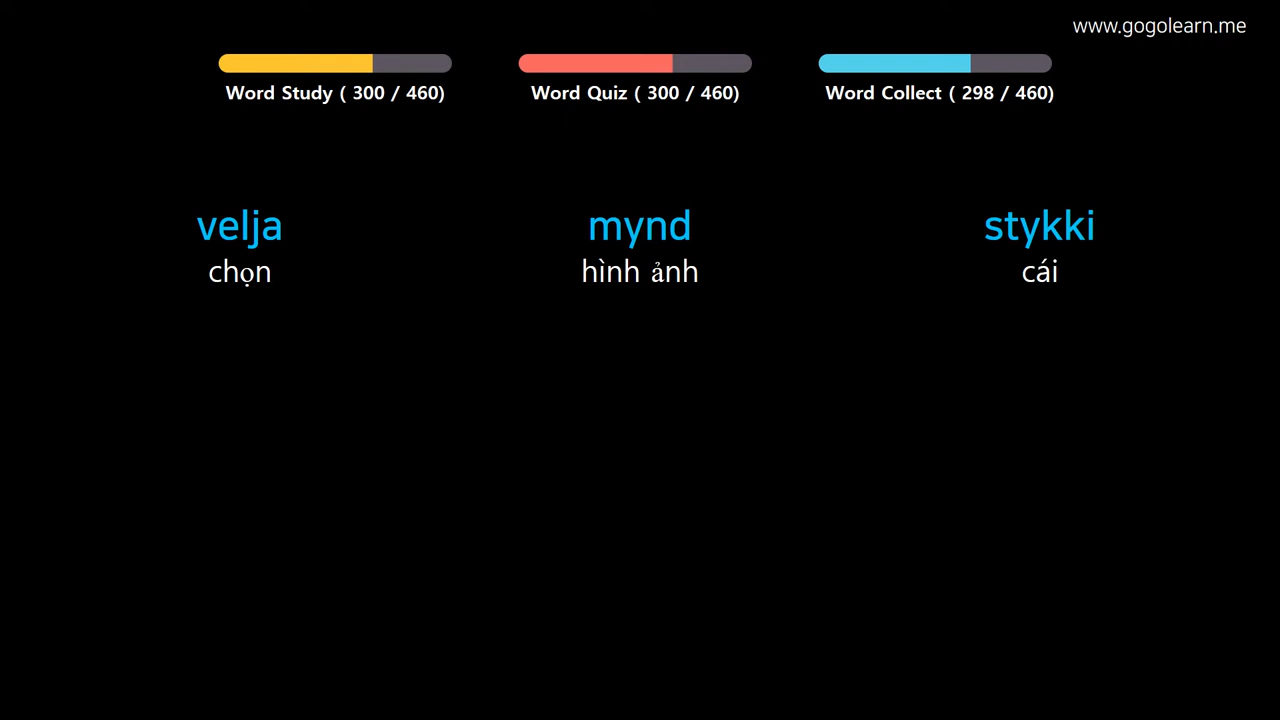 www.gogolearn.me
Word Study ( 300 / 460)
Word Quiz ( 300 / 460)
Word Collect ( 298 / 460)
velja
chọn
mynd
hình ảnh
stykki
cái